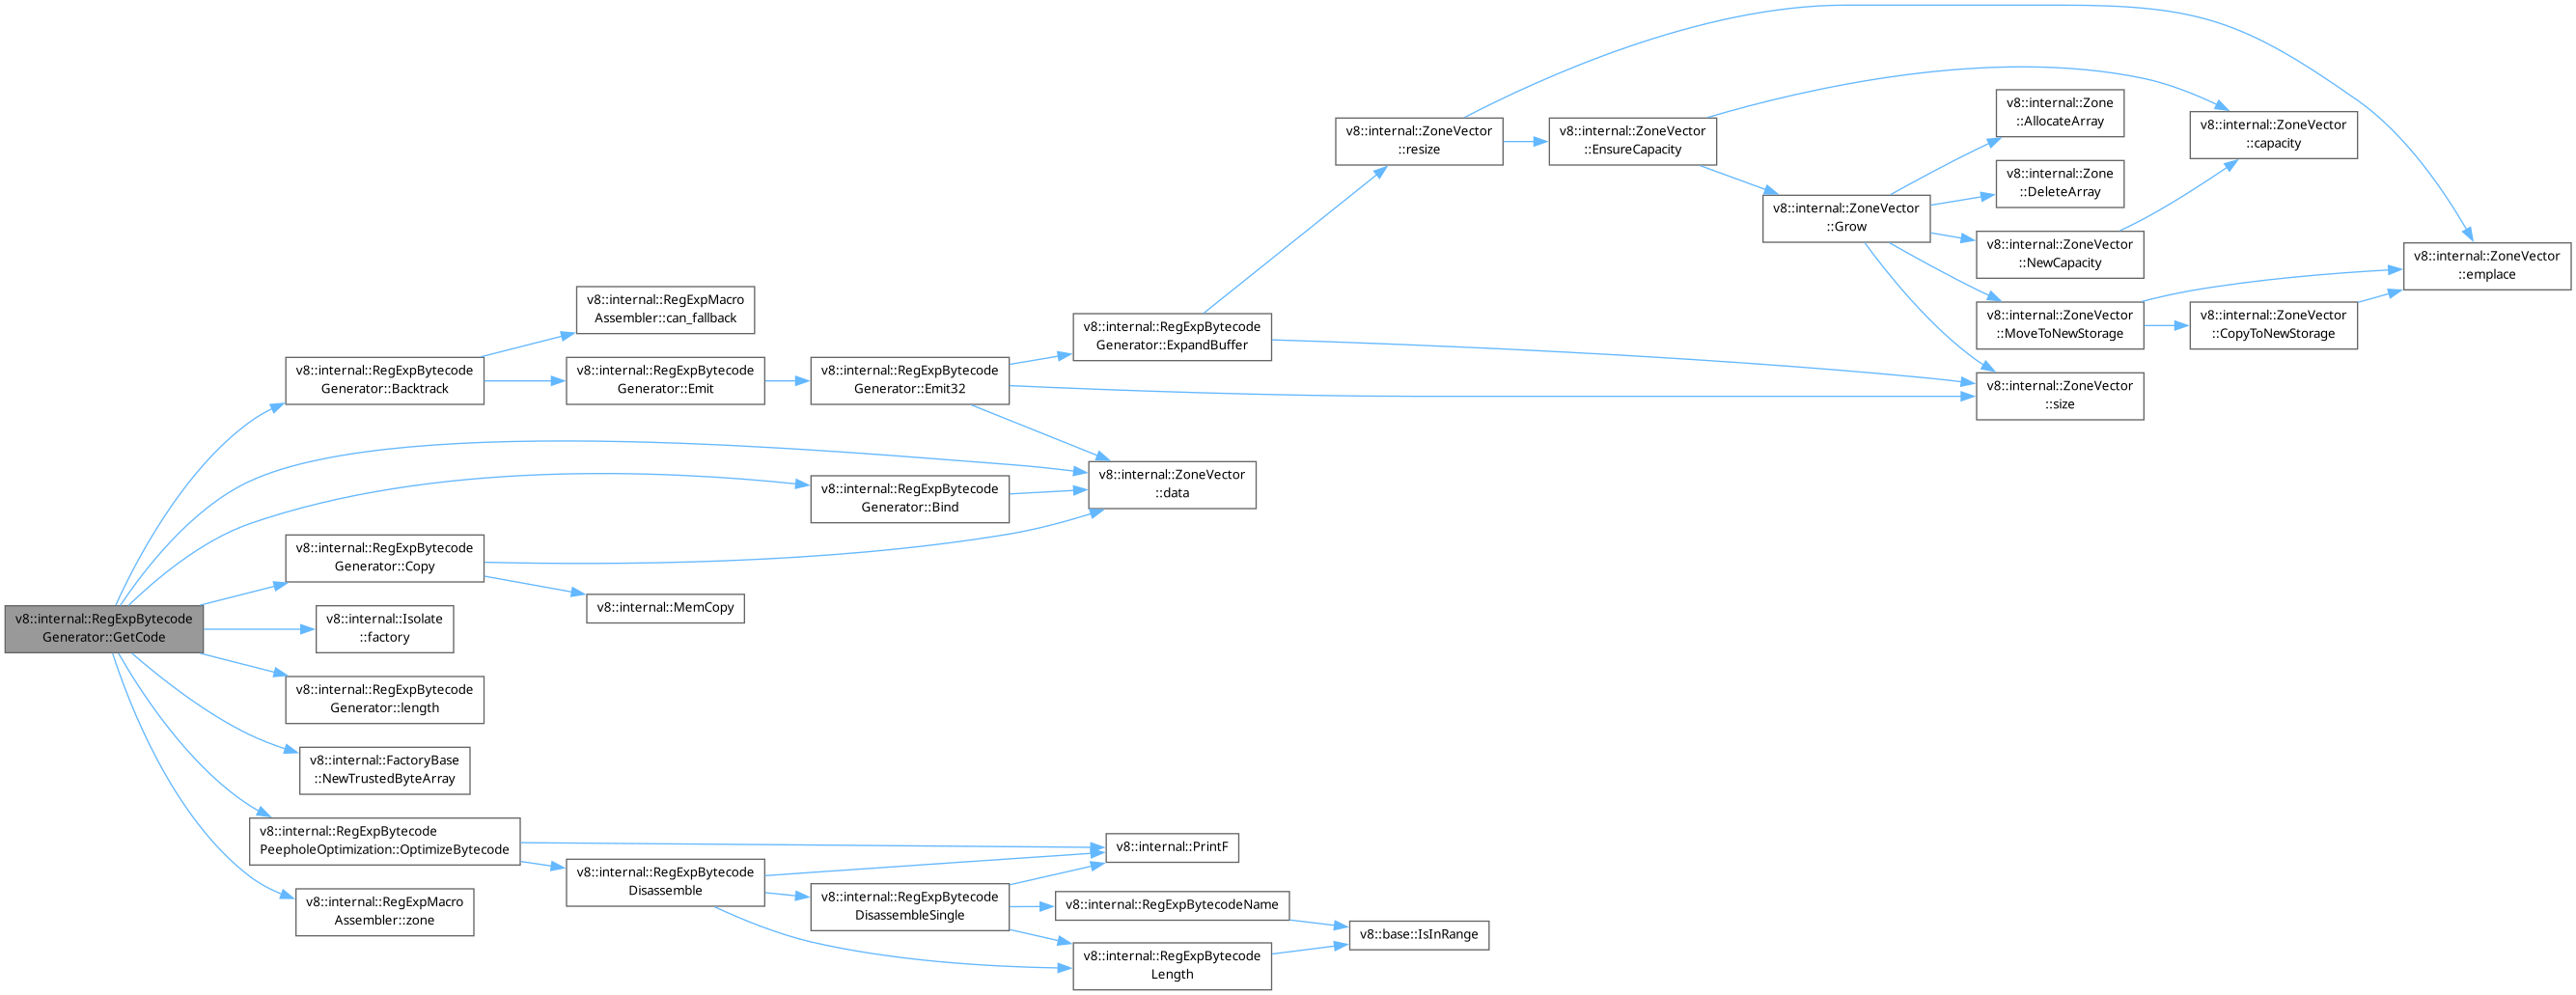 v8::internal::RegExpBytecode
Generator::GetCode
v8::internal::RegExpBytecode
Generator::Backtrack
v8::internal::RegExpMacro
Assembler::can_fallback
v8::internal::RegExpBytecode
Generator::Emit
v8::internal::RegExpBytecode
Generator::Emit32
v8::internal::RegExpBytecode
Generator::ExpandBuffer
v8::internal::ZoneVector
::resize
v8::internal::ZoneVector
::EnsureCapacity
v8::internal::ZoneVector
::Grow
v8::internal::Zone
::AllocateArray
v8::internal::Zone
::DeleteArray
v8::internal::ZoneVector
::NewCapacity
v8::internal::ZoneVector
::MoveToNewStorage
v8::internal::ZoneVector
::size
v8::internal::ZoneVector
::capacity
v8::internal::ZoneVector
::CopyToNewStorage
v8::internal::ZoneVector
::emplace
v8::internal::ZoneVector
::data
v8::internal::RegExpBytecode
Generator::Bind
v8::internal::RegExpBytecode
Generator::Copy
v8::internal::MemCopy
v8::internal::Isolate
::factory
v8::internal::RegExpBytecode
Generator::length
v8::internal::FactoryBase
::NewTrustedByteArray
v8::internal::RegExpBytecode
PeepholeOptimization::OptimizeBytecode
v8::internal::RegExpBytecode
Disassemble
v8::internal::PrintF
v8::internal::RegExpBytecode
DisassembleSingle
v8::internal::RegExpBytecodeName
v8::internal::RegExpBytecode
Length
v8::base::IsInRange
v8::internal::RegExpMacro
Assembler::zone